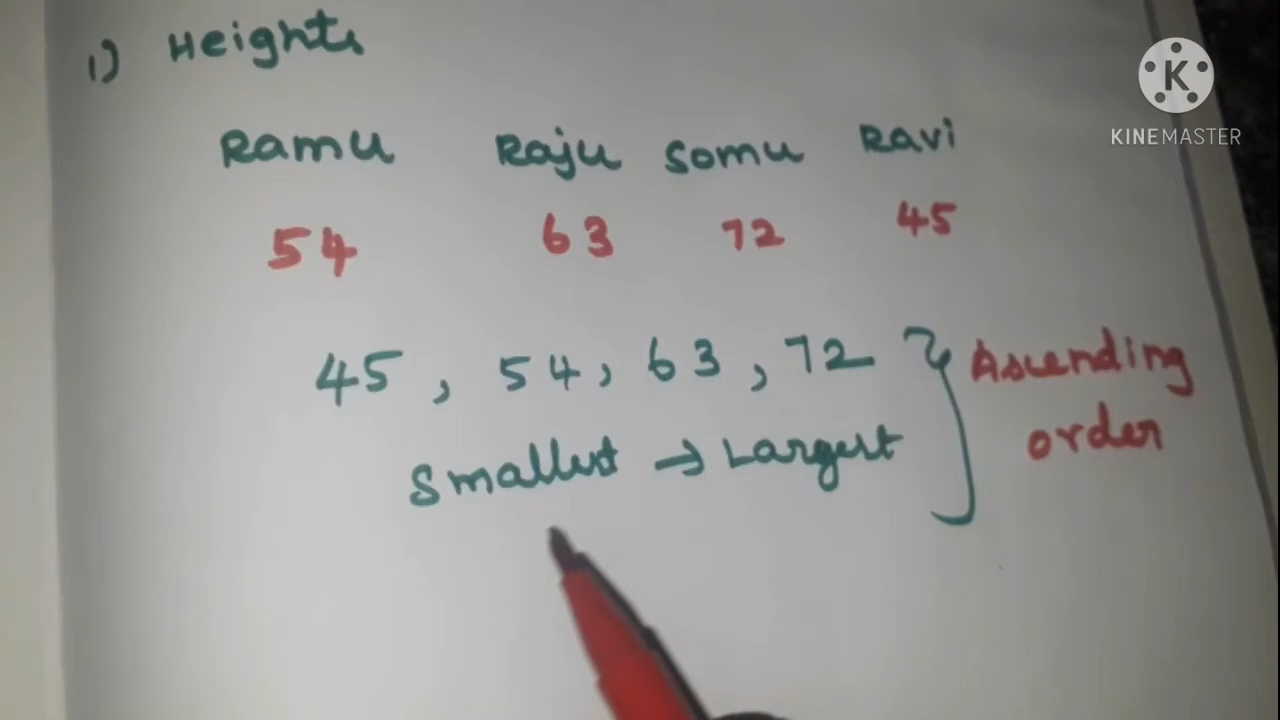 1) Heights
K
KINEMASTER
Ramu Raju Somu Ravi
54 63 72 45
45, 54, 63, 72 } Ascending
Smallest → Largest order